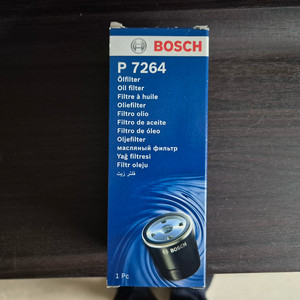 BOSCH
P 7264
Ölfilter
Oil filter
Filtre à huile
Oliefilter
Filtro olio
Filtro de aceite
Filtro de óleo
Oljefilter
масляный фильтр
Yağ filtresi
Filtr oleju
فلتر زيت
BOSCH
1 Pc